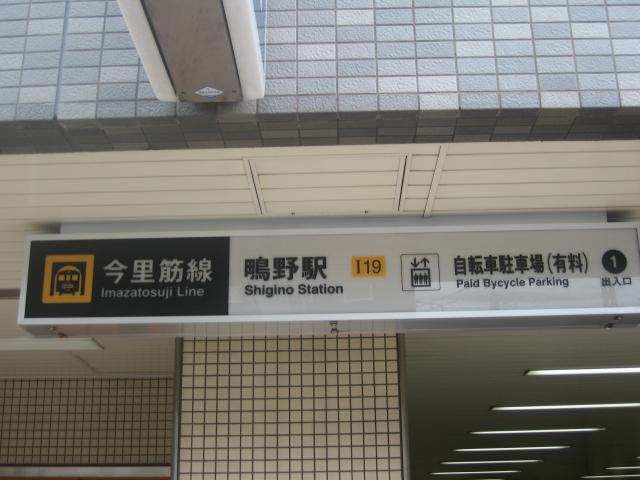 今里筋線
Imazatosuji Line
鴫野駅
Shigino Station
I19
自転車駐車場(有料)
Paid Bycycle Parking
1
出入口